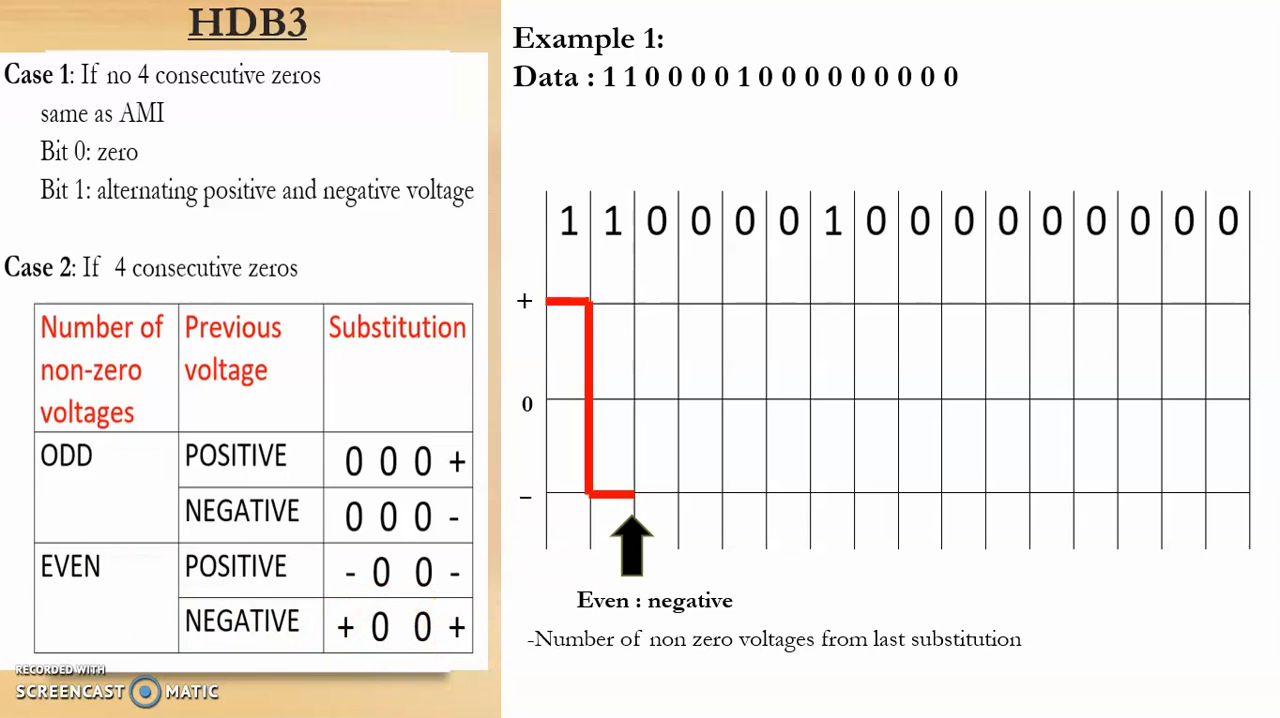 HDB3
Case 1: If no 4 consecutive zeros
same as AMI
Bit 0: zero
Bit 1: alternating positive and negative voltage
Case 2: If 4 consecutive zeros
Number of non-zero voltages Previous voltage Substitution
ODD POSITIVE 0 0 0 +
NEGATIVE 0 0 0 -
EVEN POSITIVE - 0 0 -
NEGATIVE + 0 0 +
RECORDED WITH
SCREENCAST MATIC
Example 1:
Data : 1 1 0 0 0 0 1 0 0 0 0 0 0 0 0 0
1 1 0 0 0 0 1 0 0 0 0 0 0 0 0 0
+
0
–
Even : negative
-Number of non zero voltages from last substitution